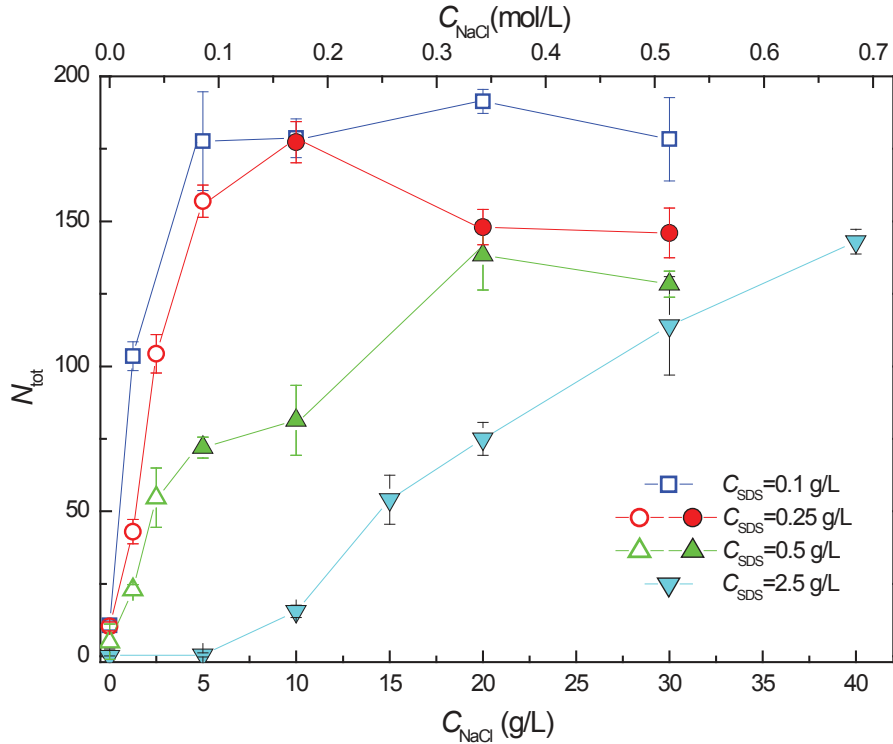 C_NaCl (mol/L)
0.0 0.1 0.2 0.3 0.4 0.5 0.6 0.7
200
150
100
50
0
N_tot
C_SDS=0.1 g/L
C_SDS=0.25 g/L
C_SDS=0.5 g/L
C_SDS=2.5 g/L
0 5 10 15 20 25 30 35 40
C_NaCl (g/L)